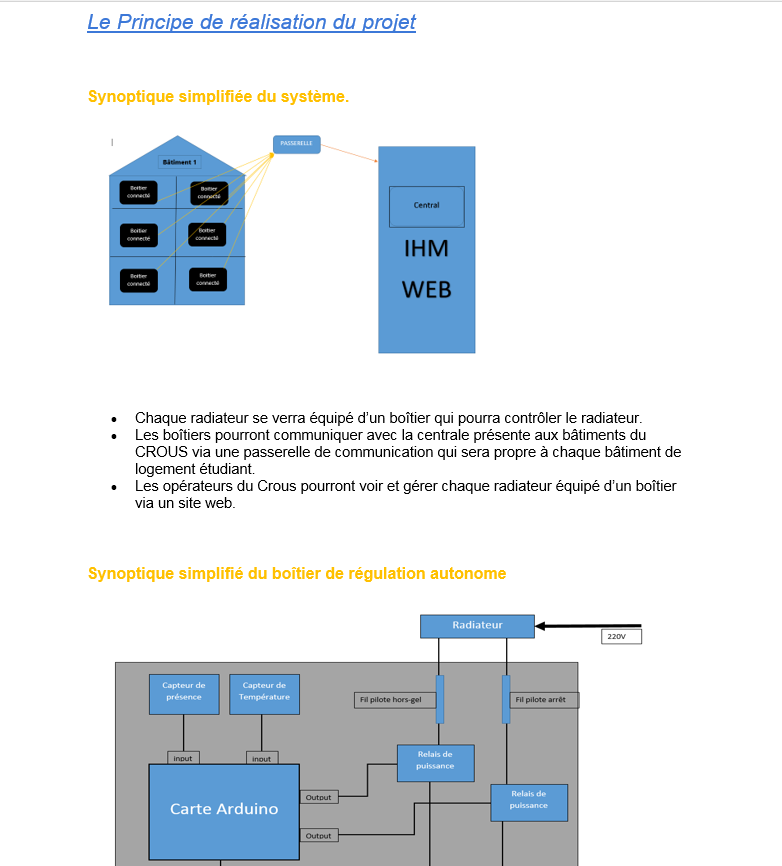 Le Principe de réalisation du projet
Synoptique simplifiée du système.
PASSERELLE
Bâtiment 1
Boitier
connecté
Boitier
connecté
Boitier
connecté
Boitier
connecté
Boitier
connecté
Boitier
connecté
Central
IHM
WEB
• Chaque radiateur se verra équipé d’un boîtier qui pourra contrôler le radiateur.
• Les boîtiers pourront communiquer avec la centrale présente aux bâtiments du
CROUS via une passerelle de communication qui sera propre à chaque bâtiment de
logement étudiant.
• Les opérateurs du Crous pourront voir et gérer chaque radiateur équipé d’un boîtier
via un site web.
Synoptique simplifié du boîtier de régulation autonome
Radiateur
220V
Capteur de
présence
Capteur de
Température
Fil pilote hors-gel
Fil pilote arrêt
input
input
Relais de
puissance
Relais de
puissance
Carte Arduino
Output
Output